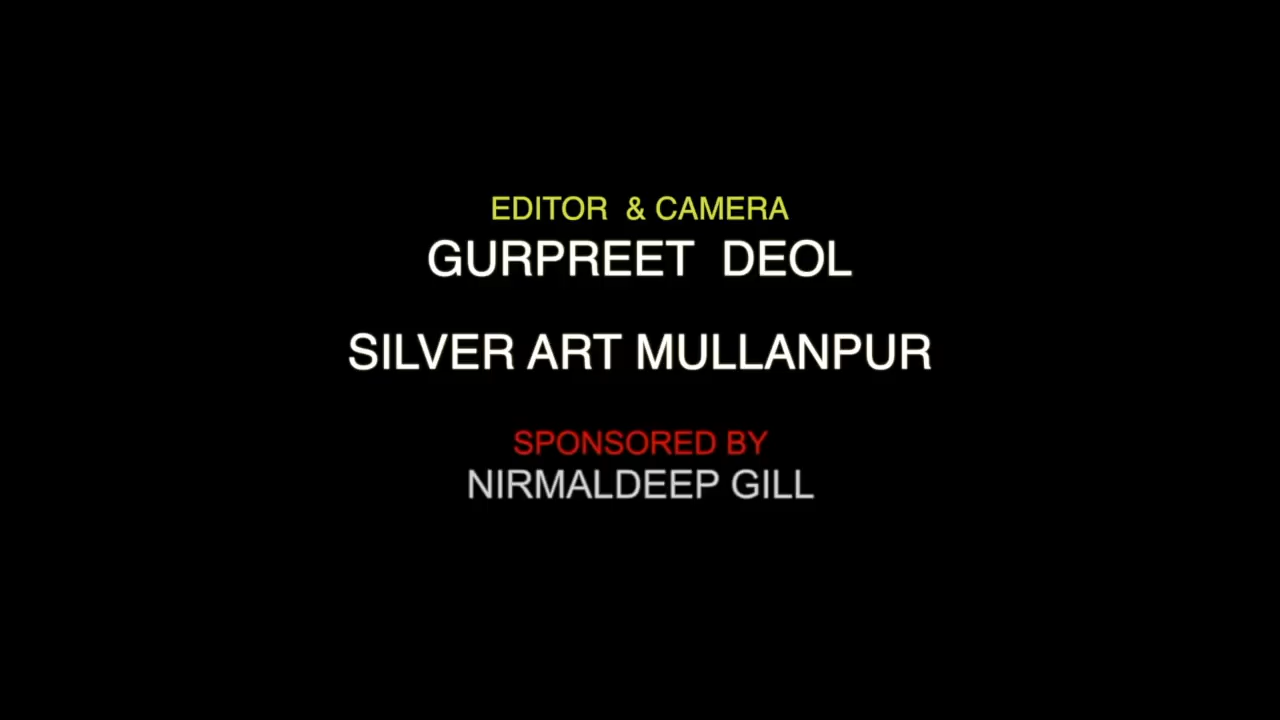 EDITOR & CAMERA
GURPREET DEOL
SILVER ART MULLANPUR
SPONSORED BY
NIRMALDEEP GILL